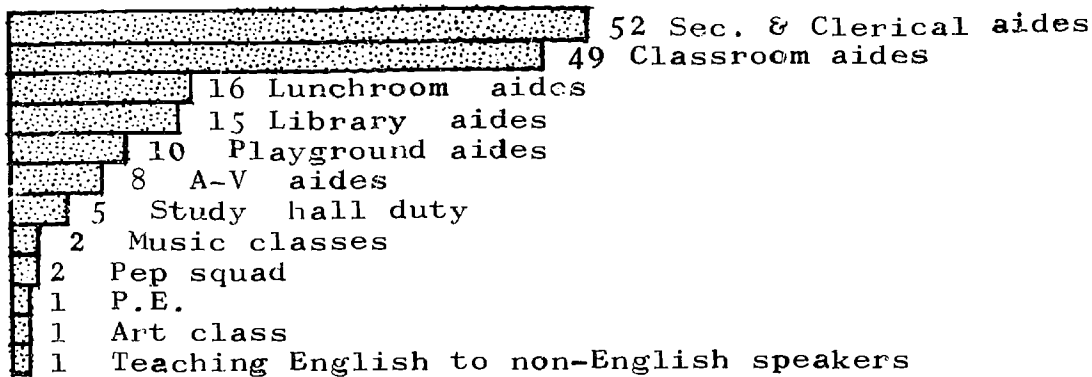 52 Sec. & Clerical aides
49 Classroom aides
16 Lunchroom aides
15 Library aides
10 Playground aides
8 A-V aides
5 Study hall duty
2 Music classes
2 Pep squad
1 P.E.
1 Art class
1 Teaching English to non-English speakers